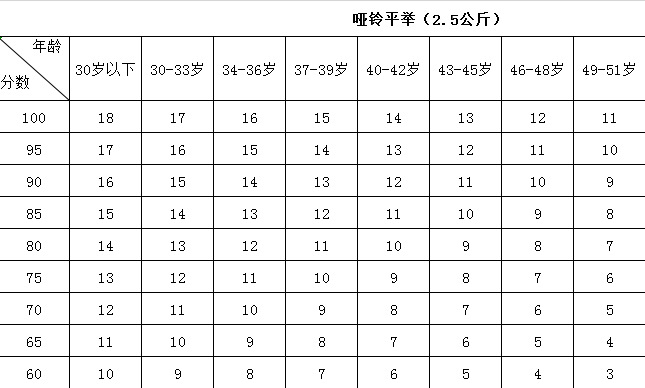 哑铃平举（2.5公斤）
年龄
分数 30岁以下 30-33岁 34-36岁 37-39岁 40-42岁 43-45岁 46-48岁 49-51岁
100 18 17 16 15 14 13 12 11
95 17 16 15 14 13 12 11 10
90 16 15 14 13 12 11 10 9
85 15 14 13 12 11 10 9 8
80 14 13 12 11 10 9 8 7
75 13 12 11 10 9 8 7 6
70 12 11 10 9 8 7 6 5
65 11 10 9 8 7 6 5 4
60 10 9 8 7 6 5 4 3